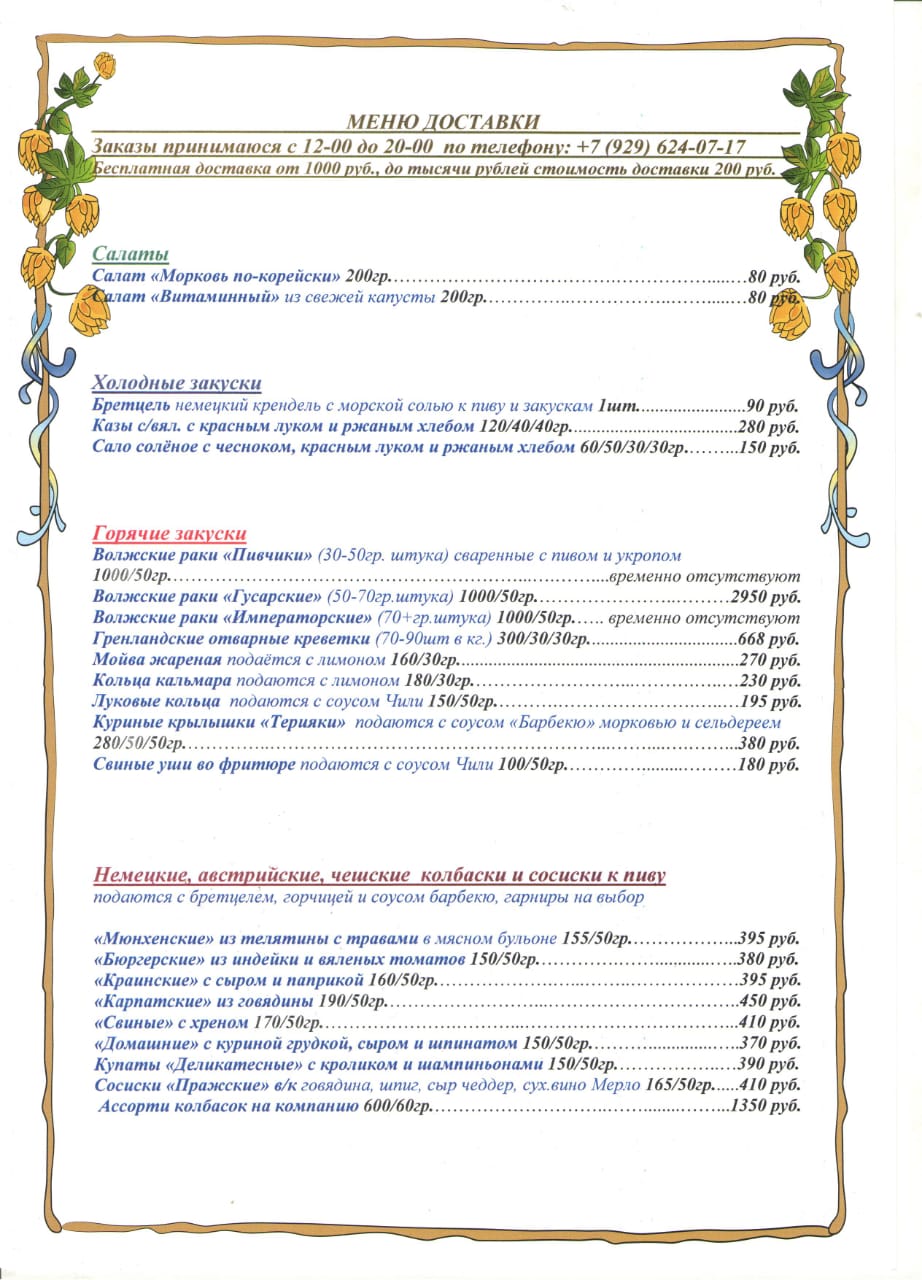 МЕНЮ ДОСТАВКИ
Заказы принимаюся с 12-00 до 20-00 по телефону: +7 (929) 624-07-17
Бесплатная доставка от 1000 руб., до тысячи рублей стоимость доставки 200 руб.
Салаты
Салат «Морковь по-корейски» 200гр.……………………………………………………....…80 руб.
Салат «Витаминный» из свежей капусты 200гр.…………………………………..…..…80 руб.
Холодные закуски
Бретцель немецкий крендель с морской солью к пиву и закускам 1шт.......................90 руб.
Казы с/вял. с красным луком и ржаным хлебом 120/40/40гр.....................................280 руб.
Сало солёное с чесноком, красным луком и ржаным хлебом 60/50/30/30гр.……...150 руб.
Горячие закуски
Волжские раки «Пивчики» (30-50гр. штука) сваренные с пивом и укропом
1000/50гр.……………………………………………………..…..………...временно отсутствуют
Волжские раки «Гусарские» (50-70гр.штука) 1000/50гр.………………………………2950 руб.
Волжские раки «Императорские» (70+гр.штука) 1000/50гр.….. временно отсутствуют
Гренландские отварные креветки (70-90шт в кг.) 300/30/30гр..............................668 руб.
Мойва жареная подаётся с лимоном 160/30гр..............................................................270 руб.
Кольца кальмара подаются с лимоном 180/30гр.……………………………………….…230 руб.
Луковые кольца подаются с соусом Чили 150/50гр.…………………………………..…195 руб.
Куриные крылышки «Терияки» подаются с соусом «Барбекю» морковью и сельдереем
280/50/50гр.………………………………………………………………..………………..380 руб.
Свиные уши во фритюре подаются с соусом Чили 100/50гр.…………........………180 руб.
Немецкие, австрийские, чешские колбаски и сосиски к пиву
подаются с бретцелем, горчицей и соусом барбекю, гарниры на выбор
«Мюнхенские» из телятины с травами в мясном бульоне 155/50гр.……………...395 руб.
«Бюргерские» из индейки и вяленых томатов 150/50гр.……………...........….…..380 руб.
«Краинские» с сыром и паприкой 160/50гр.………………………...………………….395 руб.
«Карпатские» из говядины 190/50гр.……………………………………………………...450 руб.
«Свиные» с хреном 170/50гр.………………………………...…………………………….410 руб.
«Домашние» с куриной грудкой, сыром и шпинатом 150/50гр.……..............…..370 руб.
Купаты «Деликатесные» с кроликом и шампиньонами 150/50гр.………………...390 руб.
Сосиски «Пражские» в/к говядина, шпиг, сыр чеддер, сух.вино Мерло 165/50гр......410 руб.
Ассорти колбасок на компанию 600/60гр.……………………….…….......……..1350 руб.